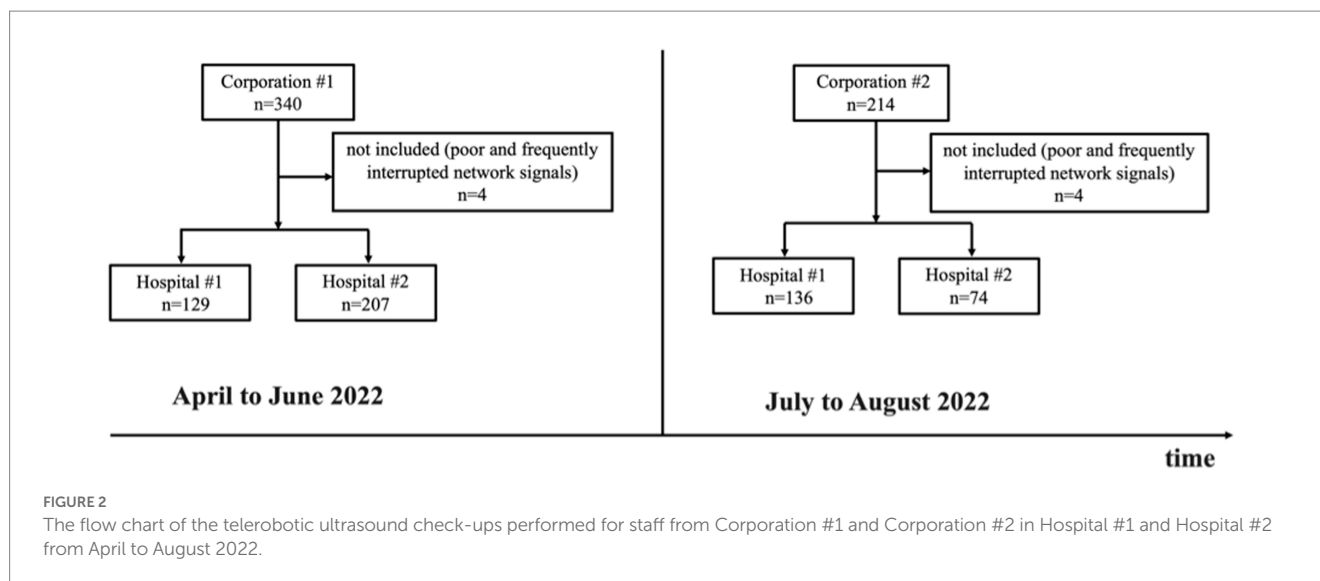 Corporation #1
n=340
not included (poor and frequently
interrupted network signals)
n=4
Hospital #1
n=129
Hospital #2
n=207
April to June 2022
Corporation #2
n=214
not included (poor and frequently
interrupted network signals)
n=4
Hospital #1
n=136
Hospital #2
n=74
July to August 2022
time
FIGURE 2
The flow chart of the telerobotic ultrasound check-ups performed for staff from Corporation #1 and Corporation #2 in Hospital #1 and Hospital #2
from April to August 2022.